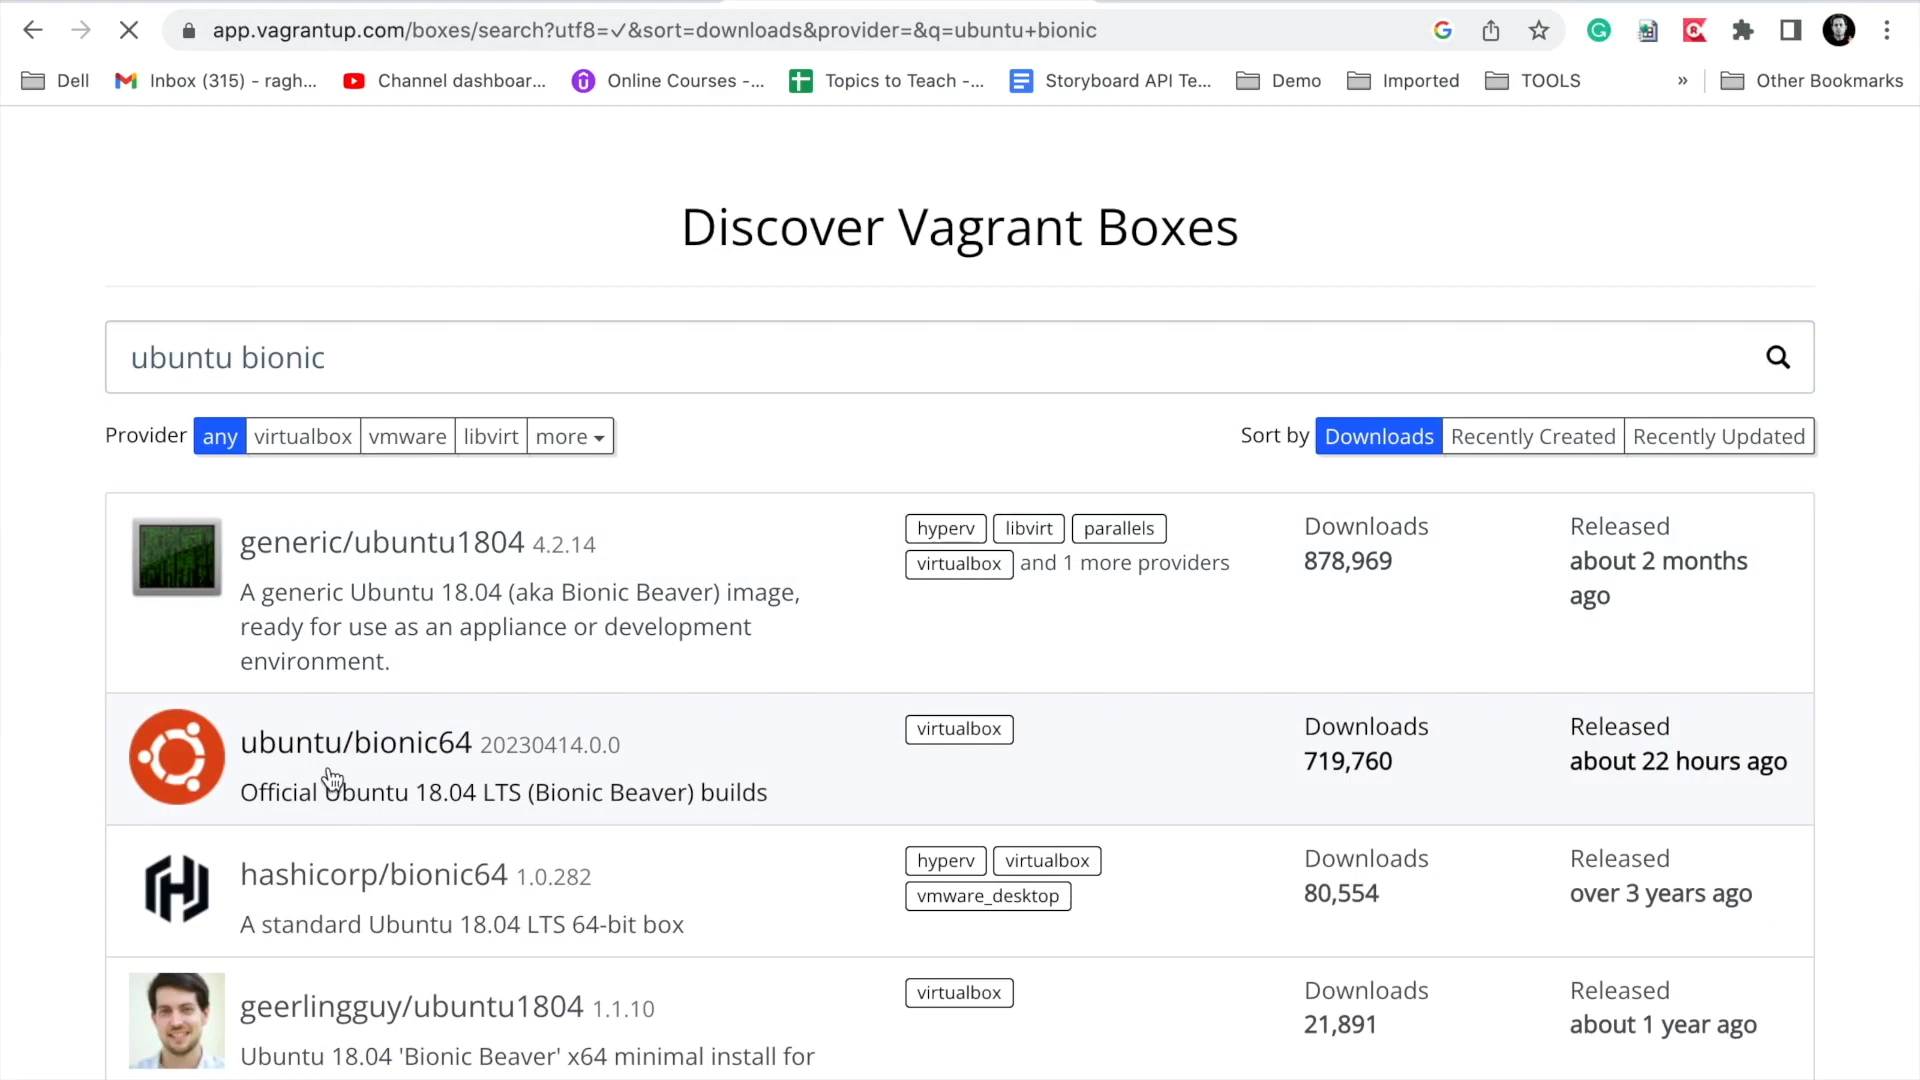 app.vagrantup.com/boxes/search?utf8=✓&sort=downloads&provider=&q=ubuntu+bionic
Dell
Inbox (315) - ragh...
Channel dashboar...
Online Courses -...
Topics to Teach -...
Storyboard API Te...
Demo
Imported
TOOLS
»
Other Bookmarks
Discover Vagrant Boxes
ubuntu bionic
Provider any virtualbox vmware libvirt more
Sort by Downloads Recently Created Recently Updated
generic/ubuntu1804 4.2.14
A generic Ubuntu 18.04 (aka Bionic Beaver) image,
ready for use as an appliance or development
environment.
hyperv libvirt parallels
virtualbox and 1 more providers
Downloads
878,969
Released
about 2 months
ago
ubuntu/bionic64 20230414.0.0
Official Ubuntu 18.04 LTS (Bionic Beaver) builds
virtualbox
Downloads
719,760
Released
about 22 hours ago
hashicorp/bionic64 1.0.282
A standard Ubuntu 18.04 LTS 64-bit box
hyperv virtualbox
vmware_desktop
Downloads
80,554
Released
over 3 years ago
geerlingguy/ubuntu1804 1.1.10
Ubuntu 18.04 'Bionic Beaver' x64 minimal install for
virtualbox
Downloads
21,891
Released
about 1 year ago